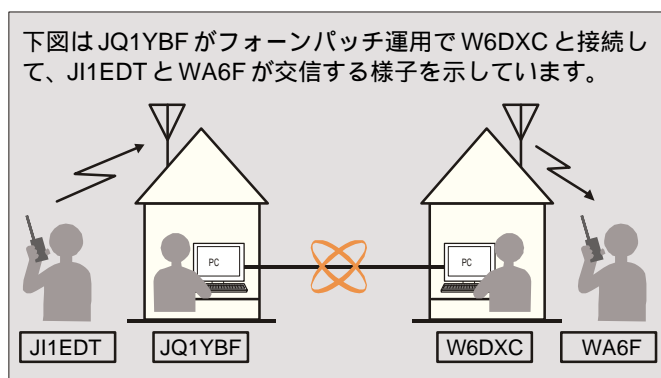 下図はJQ1YBFがフォーンパッチ運用でW6DXCと接続し
て、JI1EDTとWA6Fが交信する様子を示しています。
PC
PC
JI1EDT
JQ1YBF
W6DXC
WA6F